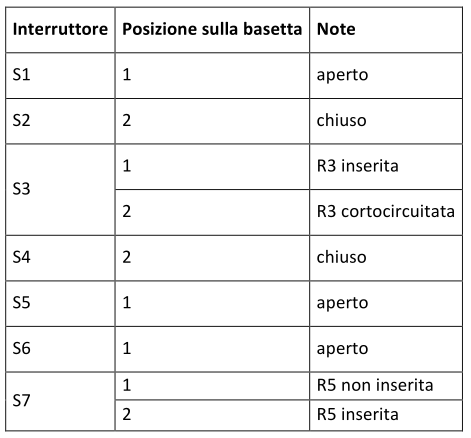 Interruttore Posizione sulla basetta Note
S1 1 aperto
S2 2 chiuso
S3 1 R3 inserita
2 R3 cortocircuitata
S4 2 chiuso
S5 1 aperto
S6 1 aperto
S7 1 R5 non inserita
2 R5 inserita